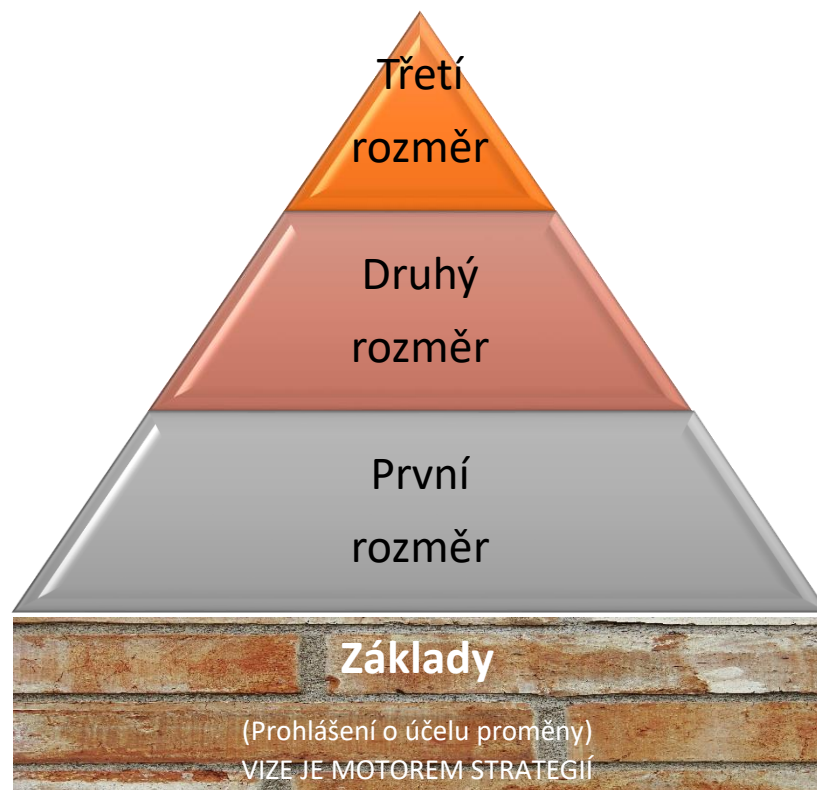 Třetí
rozměr
Druhý
rozměr
První
rozměr
Základy
(Prohlášení o účelu proměny)
VIZE JE MOTOREM STRATEGIÍ